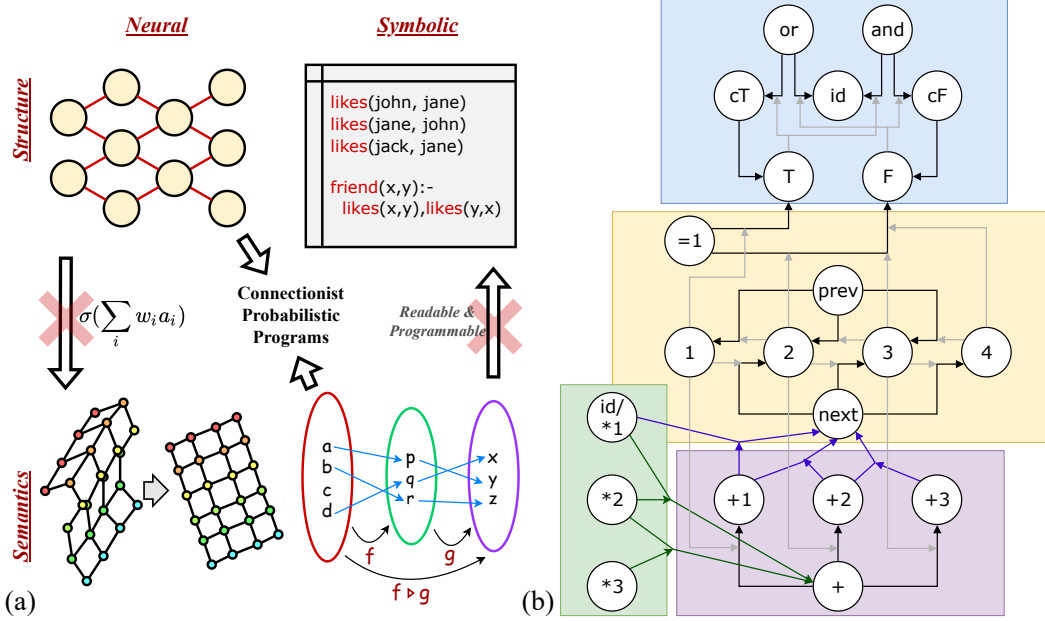 Neural
Symbolic
Structure
likes(john, jane)
likes(jane, john)
likes(jack, jane)
friend(x,y):-
likes(x,y),likes(y,x)
σ(∑ᵢ wᵢaᵢ)
Connectionist
Probabilistic
Programs
Readable &
Programmable
Semantics
a
b
c
d
p
q
r
x
y
z
f
g
f ▹ g
(a)
or
and
cT
id
cF
T
F
=1
prev
1
2
3
4
next
id/
*1
*2
*3
+1
+2
+3
+
(b)